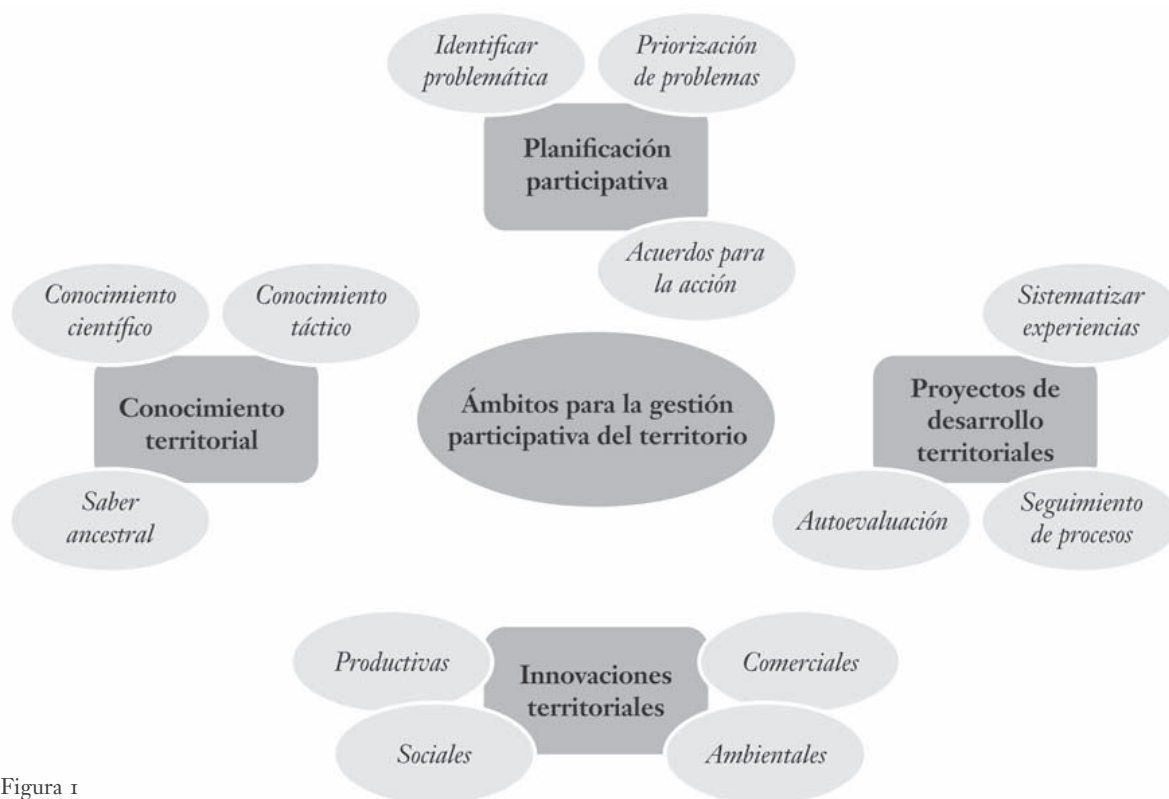 Identificar
problemática
Priorización
de problemas
Planificación
participativa
Acuerdos para
la acción
Conocimiento
científico
Conocimiento
táctico
Conocimiento
territorial
Saber
ancestral
Ámbitos para la gestión
participativa del territorio
Sistematizar
experiencias
Proyectos de
desarrollo
territoriales
Autoevaluación
Seguimiento
de procesos
Productivas
Innovaciones
territoriales
Comerciales
Sociales
Ambientales
Figura 1